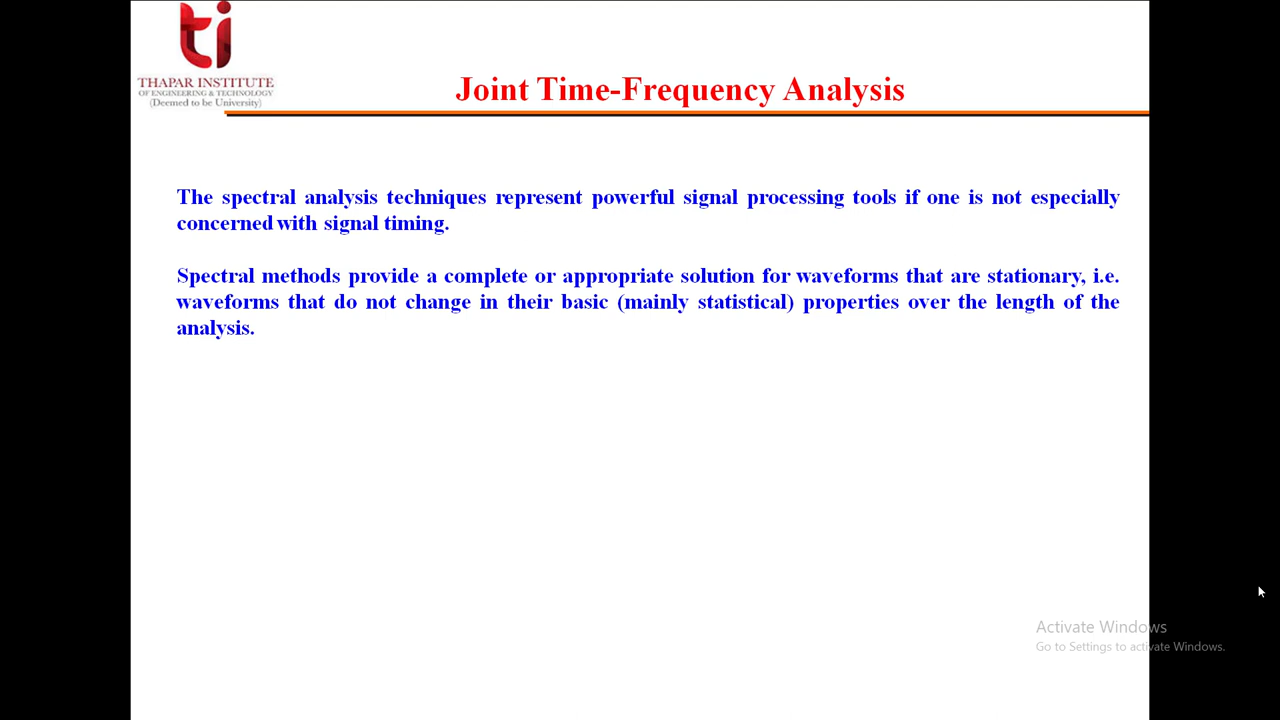 ti
THAPAR INSTITUTE
OF ENGINEERING & TECHNOLOGY
(Deemed to be University)
Joint Time-Frequency Analysis
The spectral analysis techniques represent powerful signal processing tools if one is not especially
concerned with signal timing.
Spectral methods provide a complete or appropriate solution for waveforms that are stationary, i.e.
waveforms that do not change in their basic (mainly statistical) properties over the length of the
analysis.
Activate Windows
Go to Settings to activate Windows.